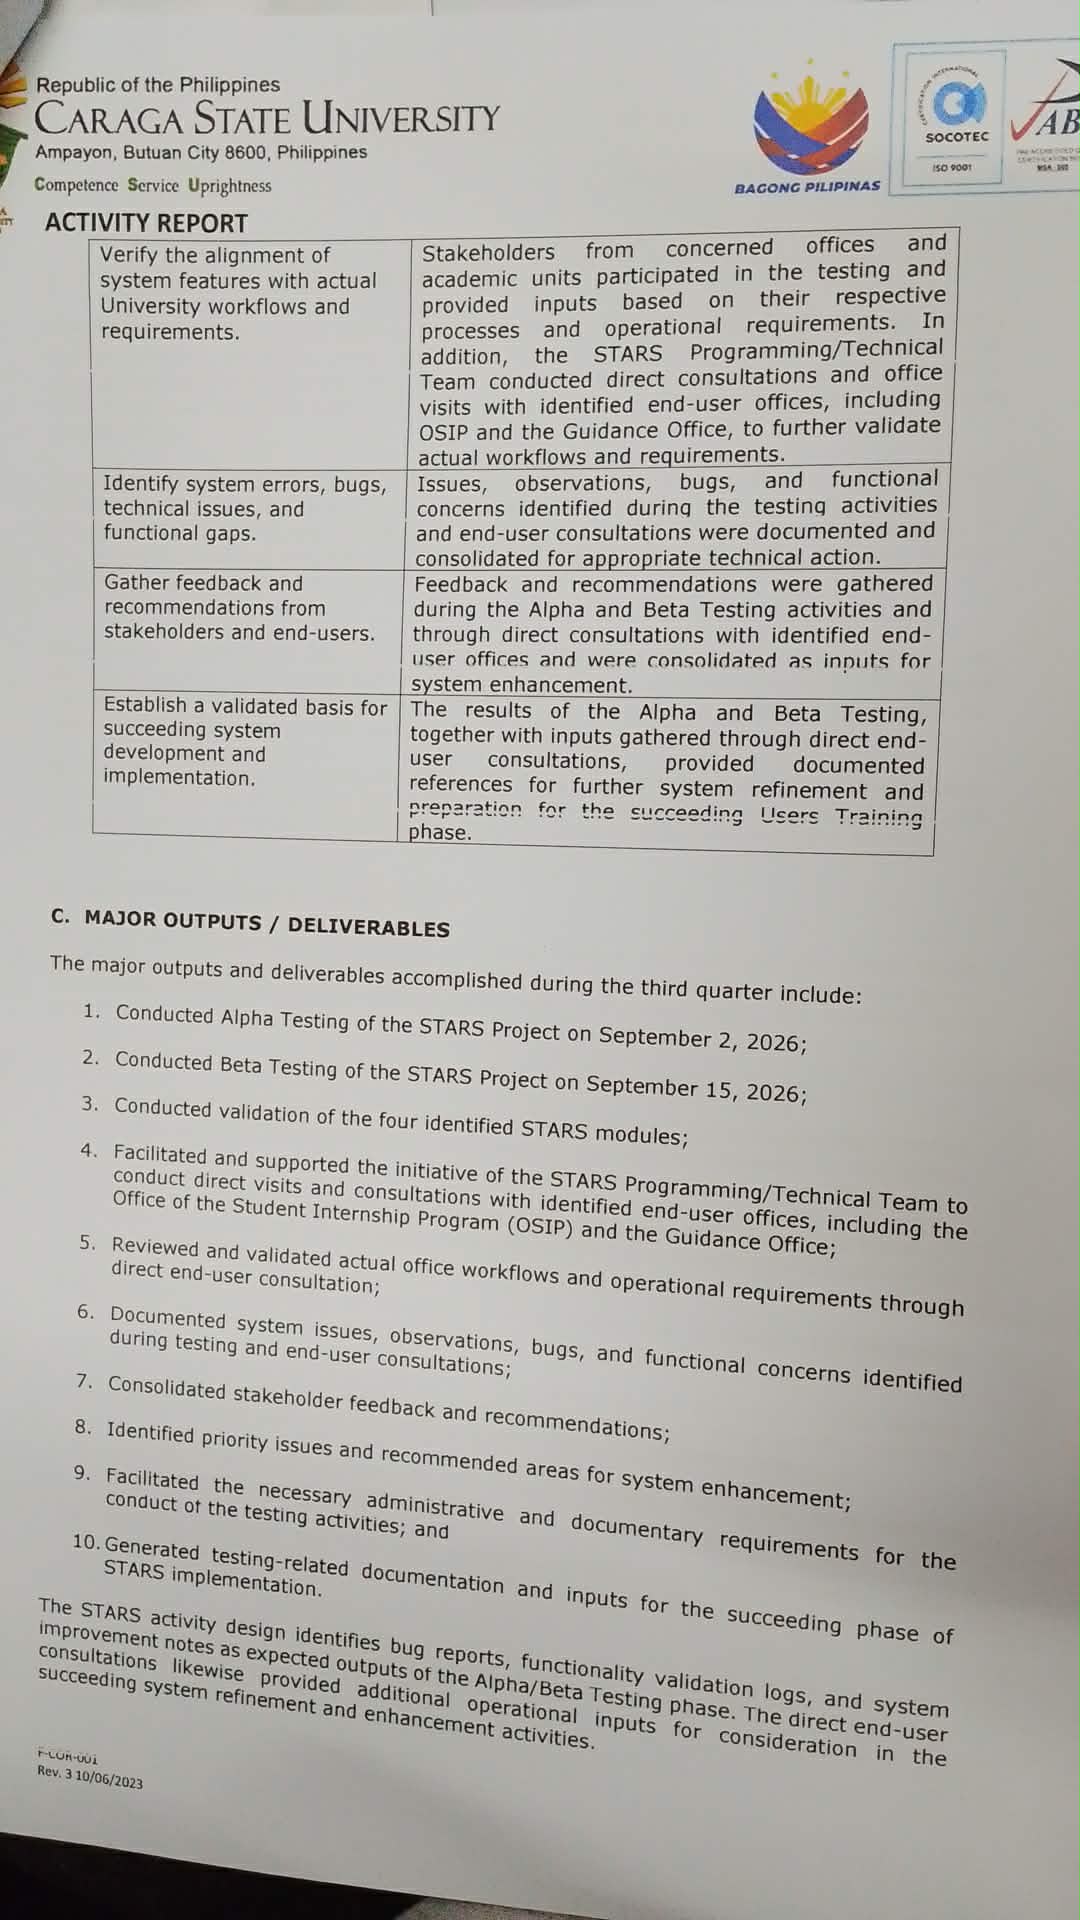 Republic of the Philippines
CARAGA STATE UNIVERSITY
Ampayon, Butuan City 8600, Philippines
Competence Service Uprightness
BAGONG PILIPINAS
CERTIFICATION INTERNATIONAL
SOCOTEC
ISO 9001
AB
ACTIVITY REPORT
Verify the alignment of
system features with actual
University workflows and
requirements.
Stakeholders from concerned offices and
academic units participated in the testing and
provided inputs based on their respective
processes and operational requirements. In
addition, the STARS Programming/Technical
Team conducted direct consultations and office
visits with identified end-user offices, including
OSIP and the Guidance Office, to further validate
actual workflows and requirements.
Identify system errors, bugs,
technical issues, and
functional gaps.
Issues, observations, bugs, and functional
concerns identified during the testing activities
and end-user consultations were documented and
consolidated for appropriate technical action.
Gather feedback and
recommendations from
stakeholders and end-users.
Feedback and recommendations were gathered
during the Alpha and Beta Testing activities and
through direct consultations with identified end-
user offices and were consolidated as inputs for
system enhancement.
Establish a validated basis for
succeeding system
development and
implementation.
The results of the Alpha and Beta Testing,
together with inputs gathered through direct end-
user consultations, provided documented
references for further system refinement and
preparation for the succeeding Users Training
phase.
C. MAJOR OUTPUTS / DELIVERABLES
The major outputs and deliverables accomplished during the third quarter include:
1. Conducted Alpha Testing of the STARS Project on September 2, 2026;
2. Conducted Beta Testing of the STARS Project on September 15, 2026;
3. Conducted validation of the four identified STARS modules;
4. Facilitated and supported the initiative of the STARS Programming/Technical Team to
conduct direct visits and consultations with identified end-user offices, including the
Office of the Student Internship Program (OSIP) and the Guidance Office;
5. Reviewed and validated actual office workflows and operational requirements through
direct end-user consultation;
6. Documented system issues, observations, bugs, and functional concerns identified
during testing and end-user consultations;
7. Consolidated stakeholder feedback and recommendations;
8. Identified priority issues and recommended areas for system enhancement;
9. Facilitated the necessary administrative and documentary requirements for the
conduct of the testing activities; and
10. Generated testing-related documentation and inputs for the succeeding phase of
STARS implementation.
The STARS activity design identifies bug reports, functionality validation logs, and system
improvement notes as expected outputs of the Alpha/Beta Testing phase. The direct end-user
consultations likewise provided additional operational inputs for consideration in the
succeeding system refinement and enhancement activities.
F-COR-001
Rev. 3 10/06/2023